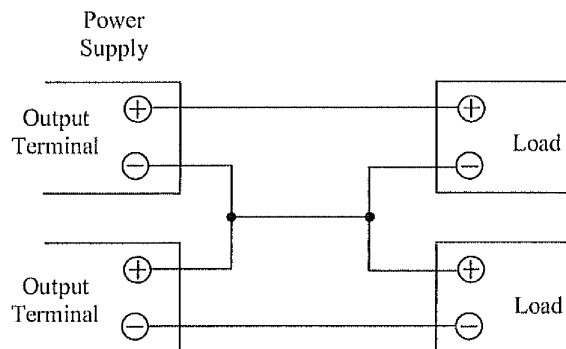 Power
Supply
+
+
Output
Terminal
Load
−
−
+
+
Output
Terminal
Load
−
−